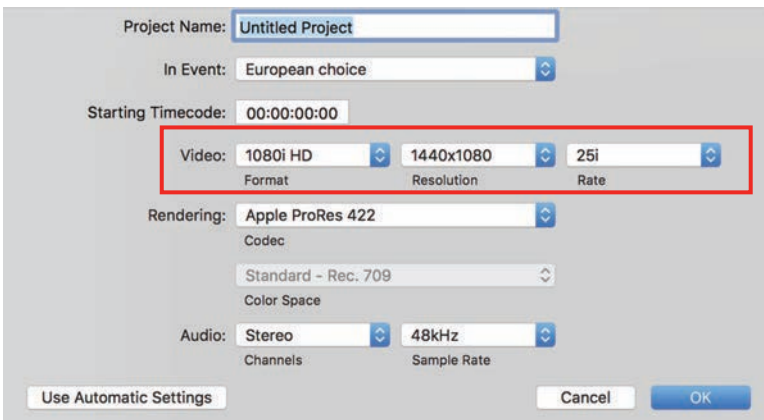 Project Name: Untitled Project
In Event: European choice
Starting Timecode: 00:00:00:00
Video: 1080i HD 1440x1080 25i
Format Resolution Rate
Rendering: Apple ProRes 422
Codec
Standard - Rec. 709
Color Space
Audio: Stereo 48kHz
Channels Sample Rate
Use Automatic Settings Cancel OK